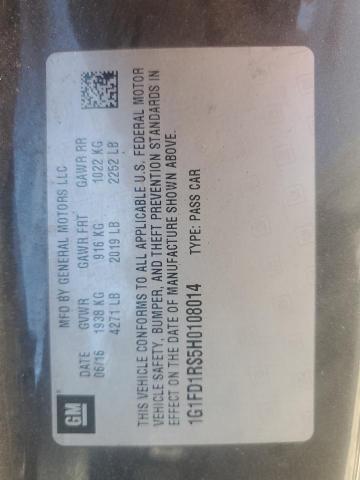 GM
MFD BY GENERAL MOTORS LLC
DATE GVWR GAWR FRT GAWR RR
06/16 1938 KG 916 KG 1022 KG
4271 LB 2019 LB 2252 LB
THIS VEHICLE CONFORMS TO ALL APPLICABLE U.S. FEDERAL MOTOR
VEHICLE SAFETY, BUMPER, AND THEFT PREVENTION STANDARDS IN
EFFECT ON THE DATE OF MANUFACTURE SHOWN ABOVE.
1G1FD1RS5H0108014 TYPE: PASS CAR